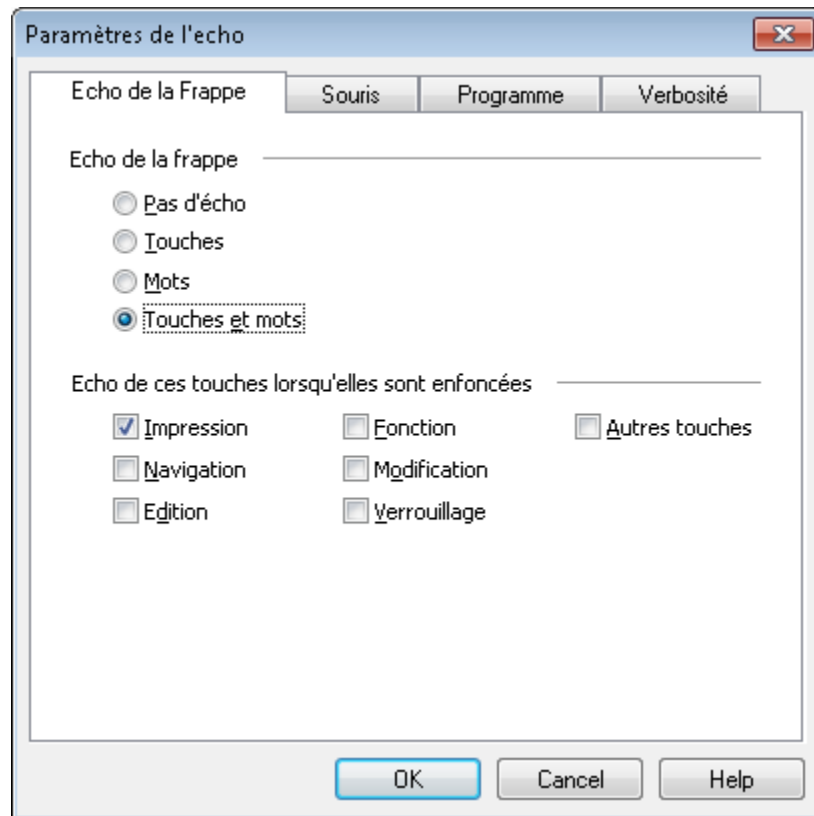 Paramètres de l'echo
Echo de la Frappe Souris Programme Verbosité
Echo de la frappe
Pas d'écho
Touches
Mots
Touches et mots
Echo de ces touches lorsqu'elles sont enfoncées
Impression Fonction Autres touches
Navigation Modification
Edition Verrouillage
OK Cancel Help